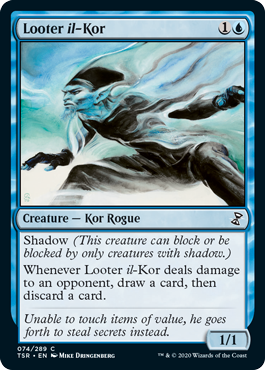 Looter il-Kor
1
Creature — Kor Rogue
Shadow (This creature can block or be
blocked by only creatures with shadow.)
Whenever Looter il-Kor deals damage
to an opponent, draw a card, then
discard a card.
Unable to touch items of value, he goes
forth to steal secrets instead.
1/1
074/289 C
TSR • EN MIKE DRINGENBERG
™ & © 2020 Wizards of the Coast